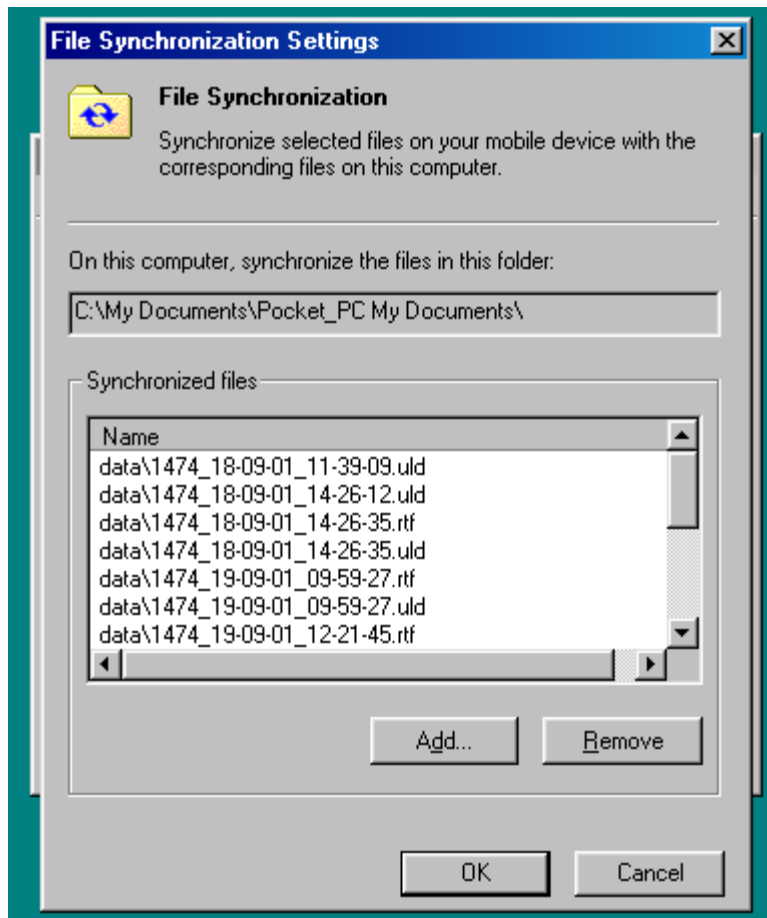 File Synchronization Settings
File Synchronization
Synchronize selected files on your mobile device with the
corresponding files on this computer.
On this computer, synchronize the files in this folder:
C:\My Documents\Pocket_PC My Documents\
Synchronized files
Name
data\1474_18-09-01_11-39-09.uld
data\1474_18-09-01_14-26-12.uld
data\1474_18-09-01_14-26-35.rtf
data\1474_18-09-01_14-26-35.uld
data\1474_19-09-01_09-59-27.rtf
data\1474_19-09-01_09-59-27.uld
data\1474_19-09-01_12-21-45.rtf
Add... Remove
OK Cancel